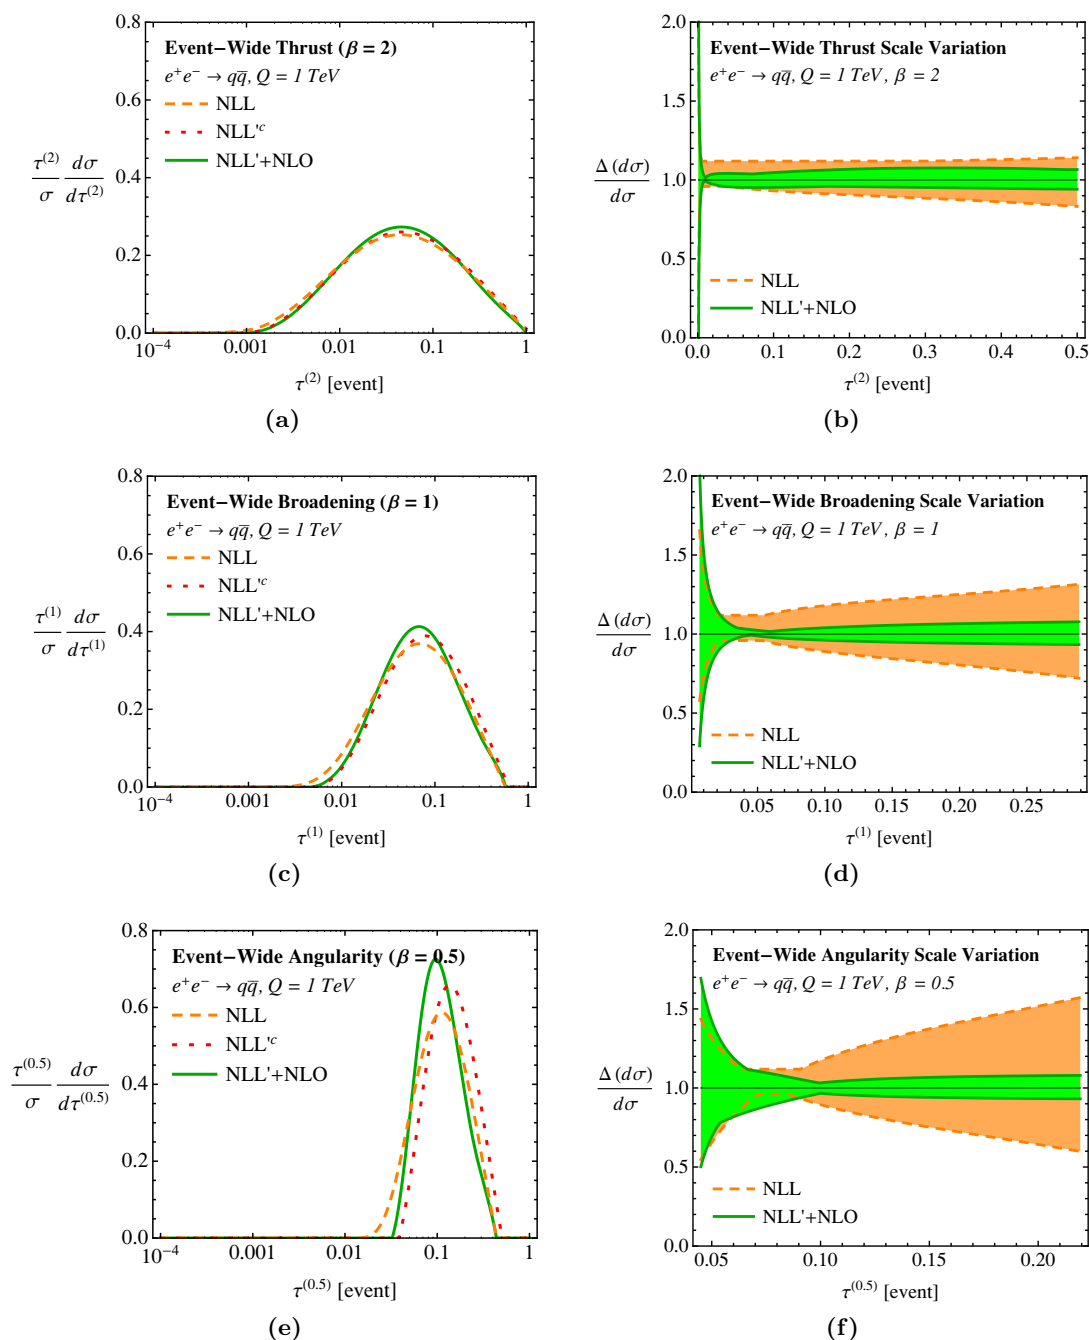 Event−Wide Thrust (β = 2)
e⁺e⁻ → qq̅, Q = 1 TeV
NLL
NLL'ᶜ
NLL'+NLO
τ⁽²⁾/σ dσ/dτ⁽²⁾
0.8
0.6
0.4
0.2
0.0
10⁻⁴ 0.001 0.01 0.1 1
τ⁽²⁾ [event]
(a)
Event−Wide Thrust Scale Variation
e⁺e⁻ → qq̅, Q = 1 TeV, β = 2
Δ(dσ)/dσ
2.0
1.5
1.0
0.5
0.0
NLL
NLL'+NLO
0.0 0.1 0.2 0.3 0.4 0.5
τ⁽²⁾ [event]
(b)
Event−Wide Broadening (β = 1)
e⁺e⁻ → qq̅, Q = 1 TeV
NLL
NLL'ᶜ
NLL'+NLO
τ⁽¹⁾/σ dσ/dτ⁽¹⁾
0.8
0.6
0.4
0.2
0.0
10⁻⁴ 0.001 0.01 0.1 1
τ⁽¹⁾ [event]
(c)
Event−Wide Broadening Scale Variation
e⁺e⁻ → qq̅, Q = 1 TeV, β = 1
Δ(dσ)/dσ
2.0
1.5
1.0
0.5
0.0
NLL
NLL'+NLO
0.05 0.10 0.15 0.20 0.25
τ⁽¹⁾ [event]
(d)
Event−Wide Angularity (β = 0.5)
e⁺e⁻ → qq̅, Q = 1 TeV
NLL
NLL'ᶜ
NLL'+NLO
τ⁽⁰·⁵⁾/σ dσ/dτ⁽⁰·⁵⁾
0.8
0.6
0.4
0.2
0.0
10⁻⁴ 0.001 0.01 0.1 1
τ⁽⁰·⁵⁾ [event]
(e)
Event−Wide Angularity Scale Variation
e⁺e⁻ → qq̅, Q = 1 TeV, β = 0.5
Δ(dσ)/dσ
2.0
1.5
1.0
0.5
0.0
NLL
NLL'+NLO
0.05 0.10 0.15 0.20
τ⁽⁰·⁵⁾ [event]
(f)